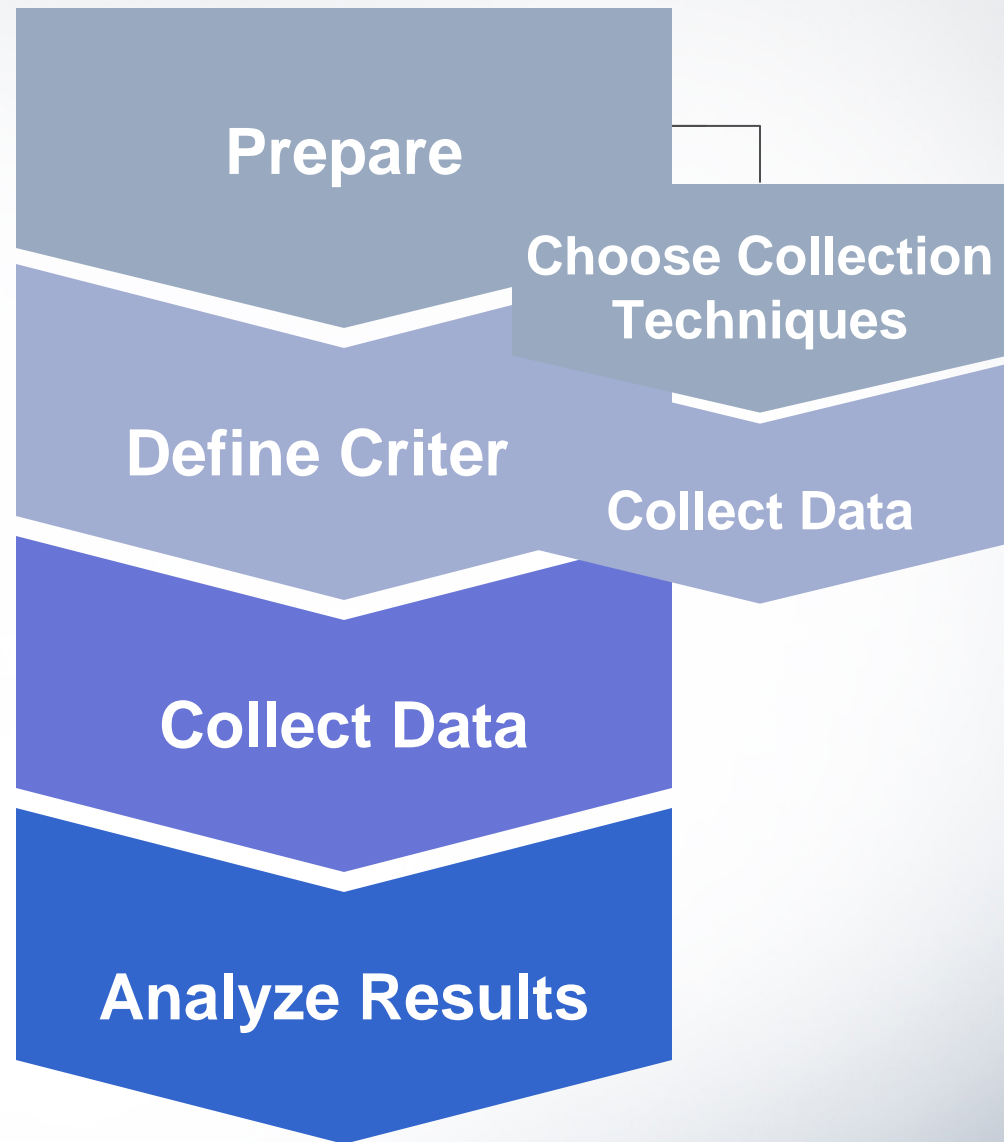 Prepare
Choose Collection
Techniques
Define Criter
Collect Data
Collect Data
Analyze Results